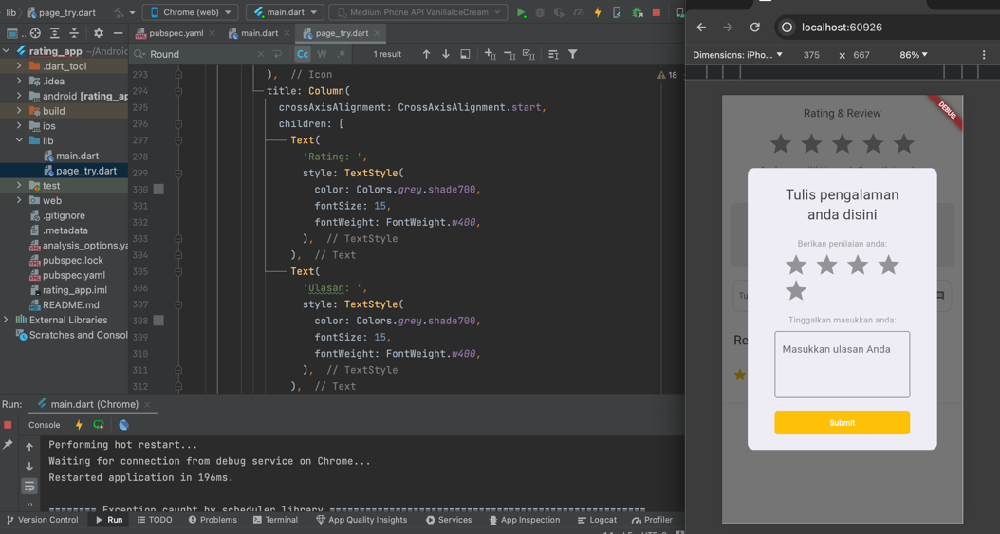 lib
page_try.dart
Chrome (web)
main.dart
Medium Phone API VanillaIceCream
rating_app ~/Android
.dart_tool
.idea
android [rating_ap
build
ios
lib
main.dart
page_try.dart
test
web
.gitignore
.metadata
analysis_options.ya
pubspec.lock
pubspec.yaml
rating_app.iml
README.md
External Libraries
Scratches and Consol
pubspec.yaml
main.dart
page_try.dart
Round
Cc
W
1 result
18
293 ), // Icon
294 title: Column(
295 crossAxisAlignment: CrossAxisAlignment.start,
296 children: [
297 Text(
298 'Rating: ',
299 style: TextStyle(
300 color: Colors.grey.shade700,
301 fontSize: 15,
302 fontWeight: FontWeight.w400,
303 ), // TextStyle
304 ), // Text
305 Text(
306 'Ulasan: ',
307 style: TextStyle(
308 color: Colors.grey.shade700,
309 fontSize: 15,
310 fontWeight: FontWeight.w400,
311 ), // TextStyle
312 ), // Text
Run:
main.dart (Chrome)
Console
Performing hot restart...
Waiting for connection from debug service on Chrome...
Restarted application in 196ms.
======== Exception caught by scheduler library
Version Control
Run
TODO
Problems
Terminal
App Quality Insights
Services
App Inspection
Logcat
Profiler
localhost:60926
Dimensions: iPho...
375
x
667
86%
DEBUG
Rating & Review
Tulis pengalaman
anda disini
Berikan penilaian anda:
Tu
Tinggalkan masukkan anda:
Re
Masukkan ulasan Anda
Submit